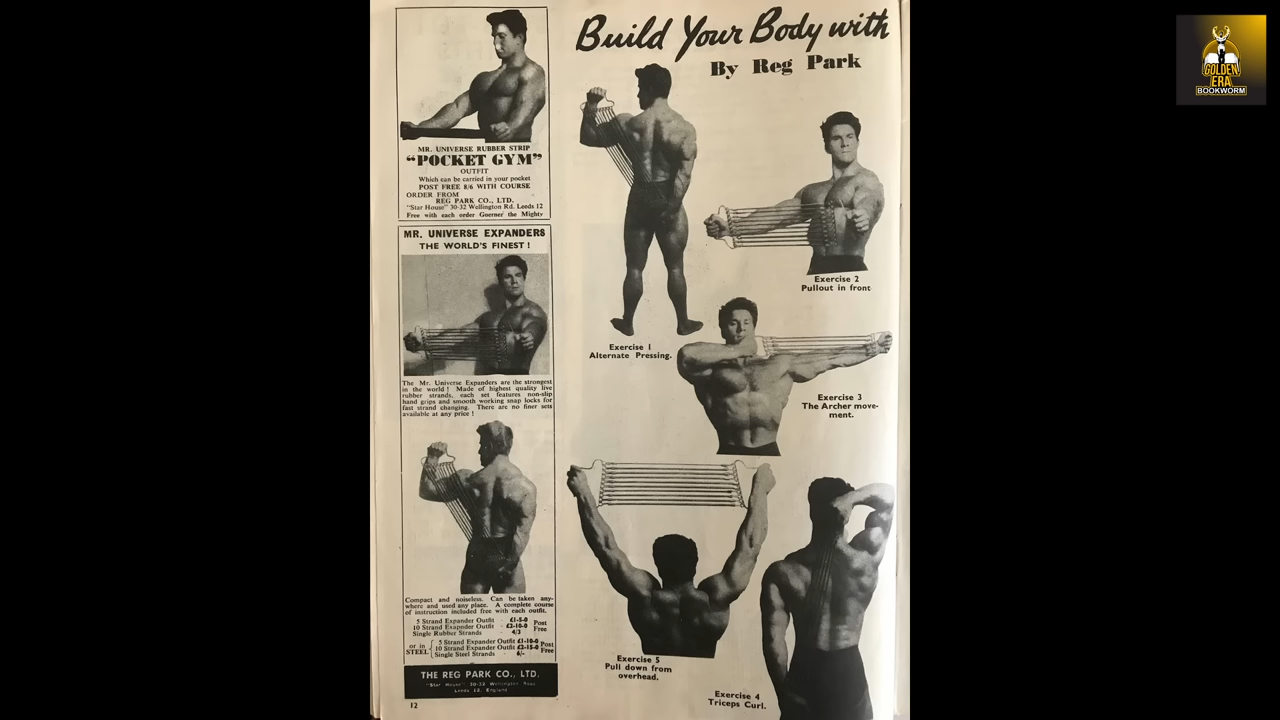 MR. UNIVERSE RUBBER STRIP
"POCKET GYM"
OUTFIT
Which can be carried in your pocket
POST FREE 8/6 WITH COURSE
ORDER FROM
REG PARK CO., LTD.
"Star House" 30-32 Wellington Rd. Leeds 12
Free with each order Goerner the Mighty
MR. UNIVERSE EXPANDERS
THE WORLD'S FINEST !
The Mr. Universe Expanders are the strongest
in the world ! Made of highest quality live
rubber strands, each set features non-slip
hand grips and smooth working snap locks for
fast strand changing. There are no finer sets
available at any price !
Compact and noiseless. Can be taken any-
where and used any place. A complete course
of instruction included free with each outfit.
5 Strand Expander Outfit - £1-5-0
10 Strand Expander Outfit - £2-10-0
Single Rubber Strands - 4/3
Post
Free
or in
STEEL
5 Strand Expander Outfit £1-10-0
10 Strand Expander Outfit £2-15-0
Single Steel Strands - 6/-
Post
Free
THE REG PARK CO., LTD.
"Star House" 30-32 Wellington Road
Leeds 12, England
12
Build Your Body with
By Reg Park
Exercise 1
Alternate Pressing.
Exercise 2
Pullout in front
Exercise 3
The Archer move-
ment.
Exercise 5
Pull down from
overhead.
Exercise 4
Triceps Curl.
GOLDEN
ERA
BOOKWORM